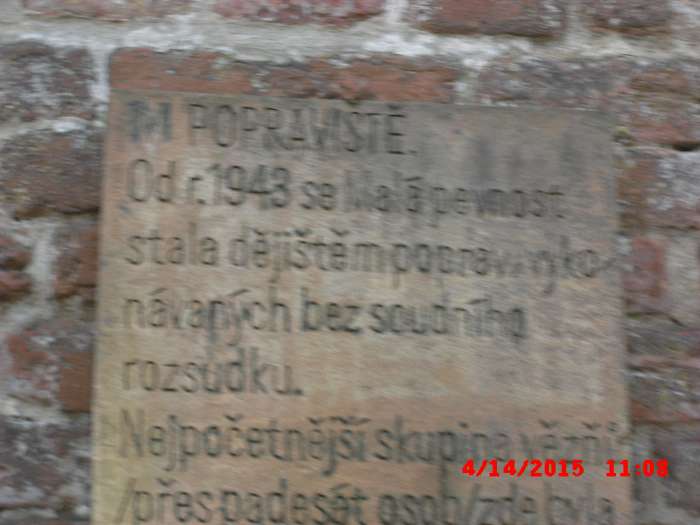 POPRAVIŠTĚ.
Od r. 1943 se Malá pevnost
stala dějištěm poprav vyko-
návaných bez soudního
rozsudku.
Nejpočetnější skupina vězňů
/přes padesát osob/zde byla
4/14/2015 11:08